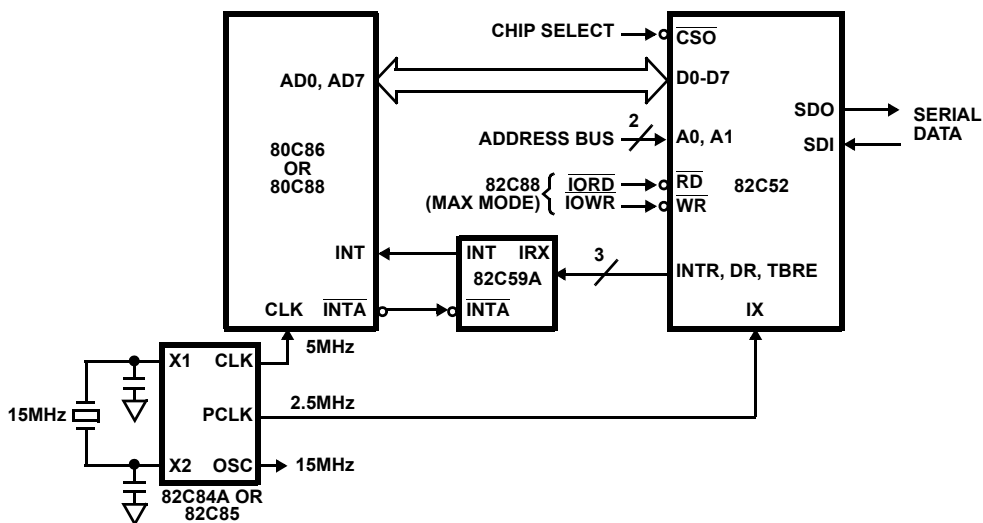 CHIP SELECT
CSO
AD0, AD7
D0-D7
SDO
SERIAL
DATA
2
ADDRESS BUS
A0, A1
SDI
80C86
OR
80C88
82C88
(MAX MODE)
IORD
IOWR
RD
WR
82C52
INT
INT
IRX
82C59A
3
INTR, DR, TBRE
CLK
INTA
INTA
IX
5MHz
X1
CLK
15MHz
PCLK
2.5MHz
X2
OSC
15MHz
82C84A OR
82C85